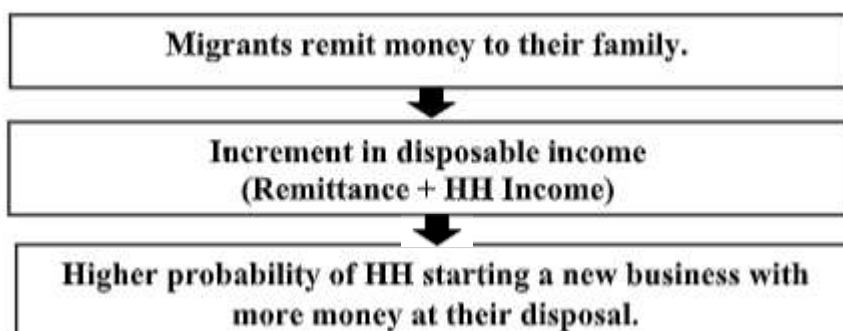 Migrants remit money to their family.
Increment in disposable income
(Remittance + HH Income)
Higher probability of HH starting a new business with
more money at their disposal.